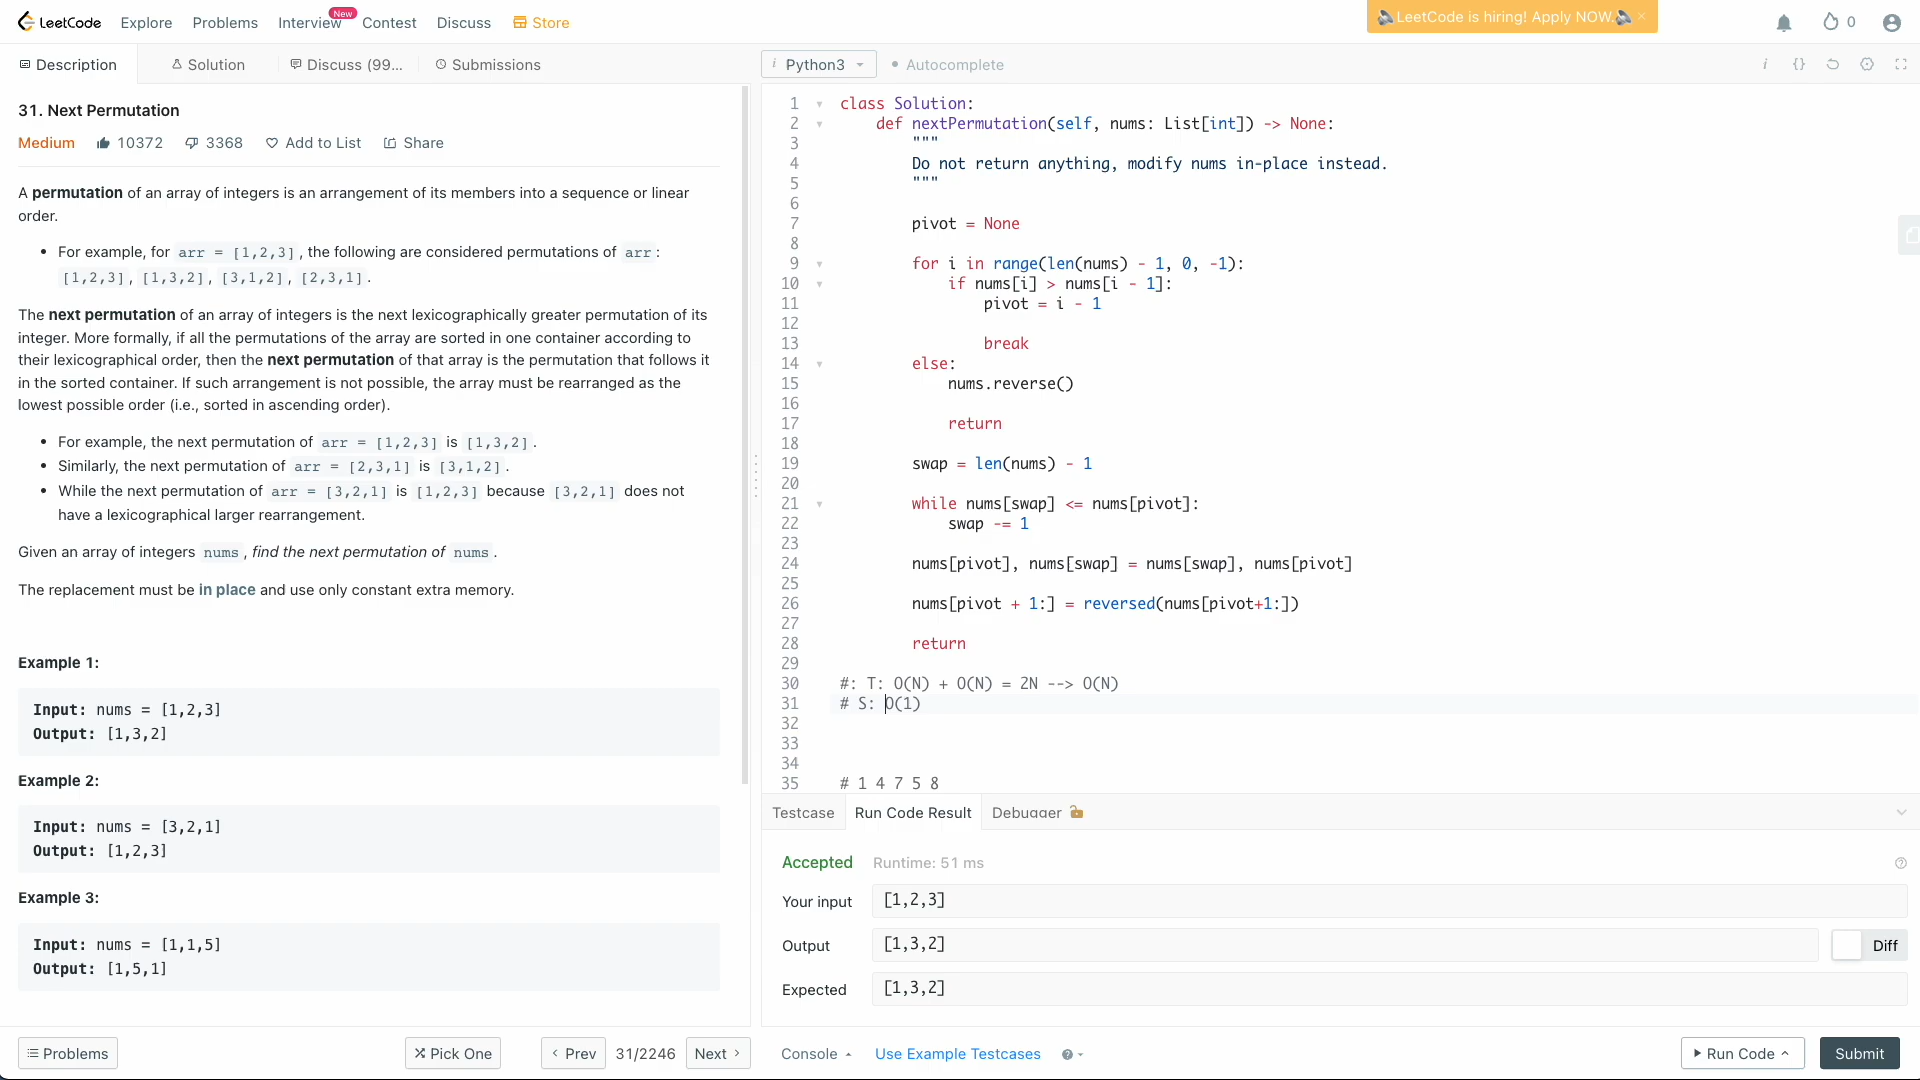 LeetCode Explore Problems Interview New Contest Discuss Store
🔈LeetCode is hiring! Apply NOW.🔈 ×
0
Description Solution Discuss (99... Submissions
31. Next Permutation
Medium 10372 3368 Add to List Share
A permutation of an array of integers is an arrangement of its members into a sequence or linear
order.
• For example, for arr = [1,2,3], the following are considered permutations of arr:
[1,2,3], [1,3,2], [3,1,2], [2,3,1].
The next permutation of an array of integers is the next lexicographically greater permutation of its
integer. More formally, if all the permutations of the array are sorted in one container according to
their lexicographical order, then the next permutation of that array is the permutation that follows it
in the sorted container. If such arrangement is not possible, the array must be rearranged as the
lowest possible order (i.e., sorted in ascending order).
• For example, the next permutation of arr = [1,2,3] is [1,3,2].
• Similarly, the next permutation of arr = [2,3,1] is [3,1,2].
• While the next permutation of arr = [3,2,1] is [1,2,3] because [3,2,1] does not
have a lexicographical larger rearrangement.
Given an array of integers nums, find the next permutation of nums.
The replacement must be in place and use only constant extra memory.
Example 1:
Input: nums = [1,2,3]
Output: [1,3,2]
Example 2:
Input: nums = [3,2,1]
Output: [1,2,3]
Example 3:
Input: nums = [1,1,5]
Output: [1,5,1]
Problems Pick One Prev 31/2246 Next
i Python3 Autocomplete i {}
1 class Solution:
2 def nextPermutation(self, nums: List[int]) -> None:
3 """
4 Do not return anything, modify nums in-place instead.
5 """
6
7 pivot = None
8
9 for i in range(len(nums) - 1, 0, -1):
10 if nums[i] > nums[i - 1]:
11 pivot = i - 1
12
13 break
14 else:
15 nums.reverse()
16
17 return
18
19 swap = len(nums) - 1
20
21 while nums[swap] <= nums[pivot]:
22 swap -= 1
23
24 nums[pivot], nums[swap] = nums[swap], nums[pivot]
25
26 nums[pivot + 1:] = reversed(nums[pivot+1:])
27
28 return
29
30 #: T: O(N) + O(N) = 2N --> O(N)
31 # S: O(1)
32
33
34
35 # 1 4 7 5 8
Testcase Run Code Result Debugger
Accepted Runtime: 51 ms
Your input [1,2,3]
Output [1,3,2] Diff
Expected [1,3,2]
Console Use Example Testcases Run Code Submit